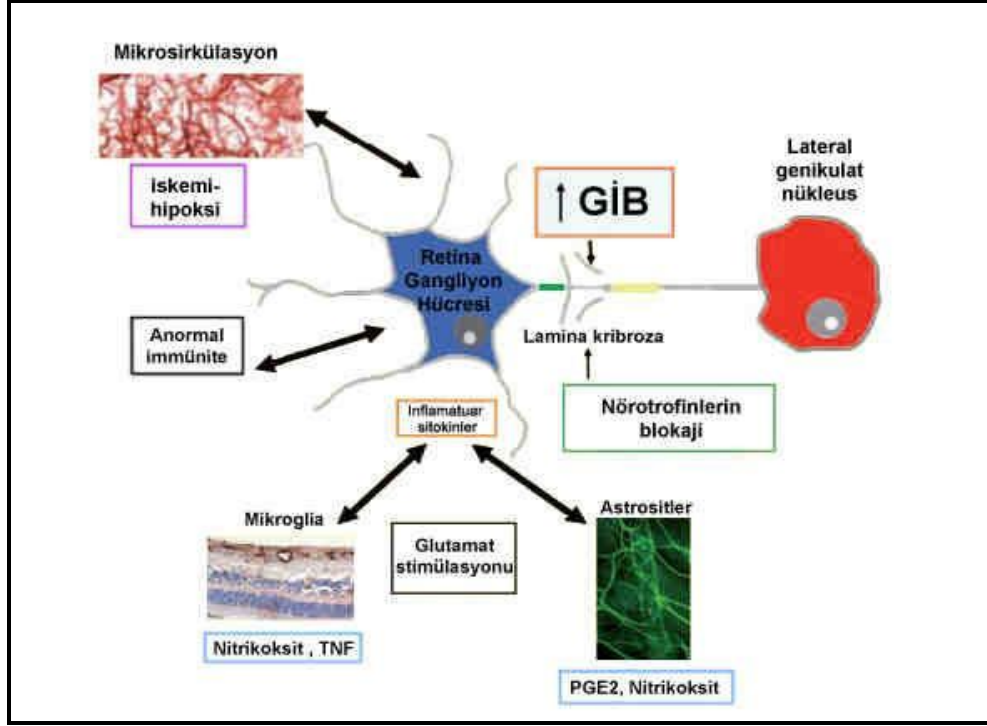 Mikrosirkülasyon
iskemi-
hipoksi
Anormal
immünite
Retina
Gangliyon
Hücresi
↑ GİB
Lateral
genikulat
nükleus
Lamina kribroza
Nörotrofinlerin
blokaji
Inflamatuar
sitokinler
Mikroglia
Nitrikoksit , TNF
Glutamat
stimülasyonu
Astrositler
PGE2, Nitrikoksit